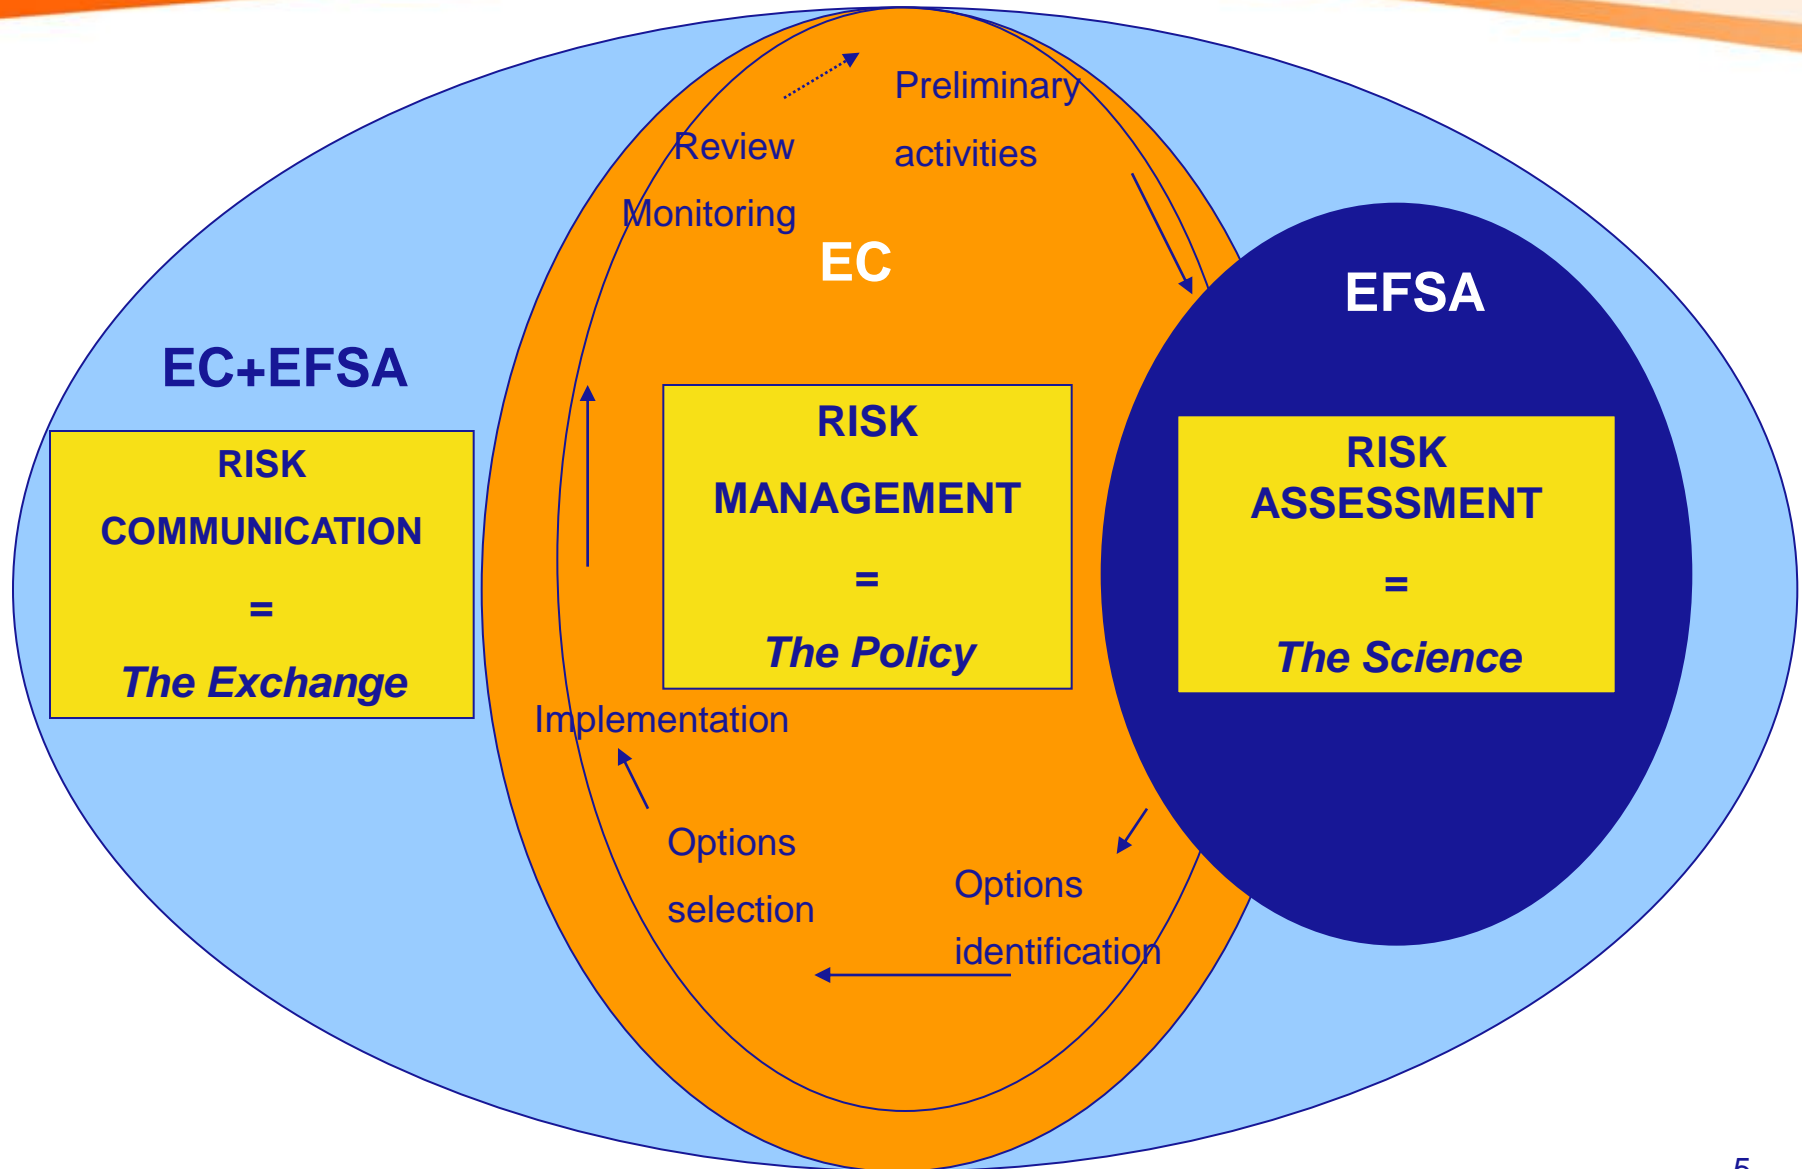 Preliminary
activities
Review
Monitoring
EC
EFSA
EC+EFSA
RISK
COMMUNICATION
=
The Exchange
RISK
MANAGEMENT
=
The Policy
RISK
ASSESSMENT
=
The Science
Implementation
Options
selection
Options
identification
5